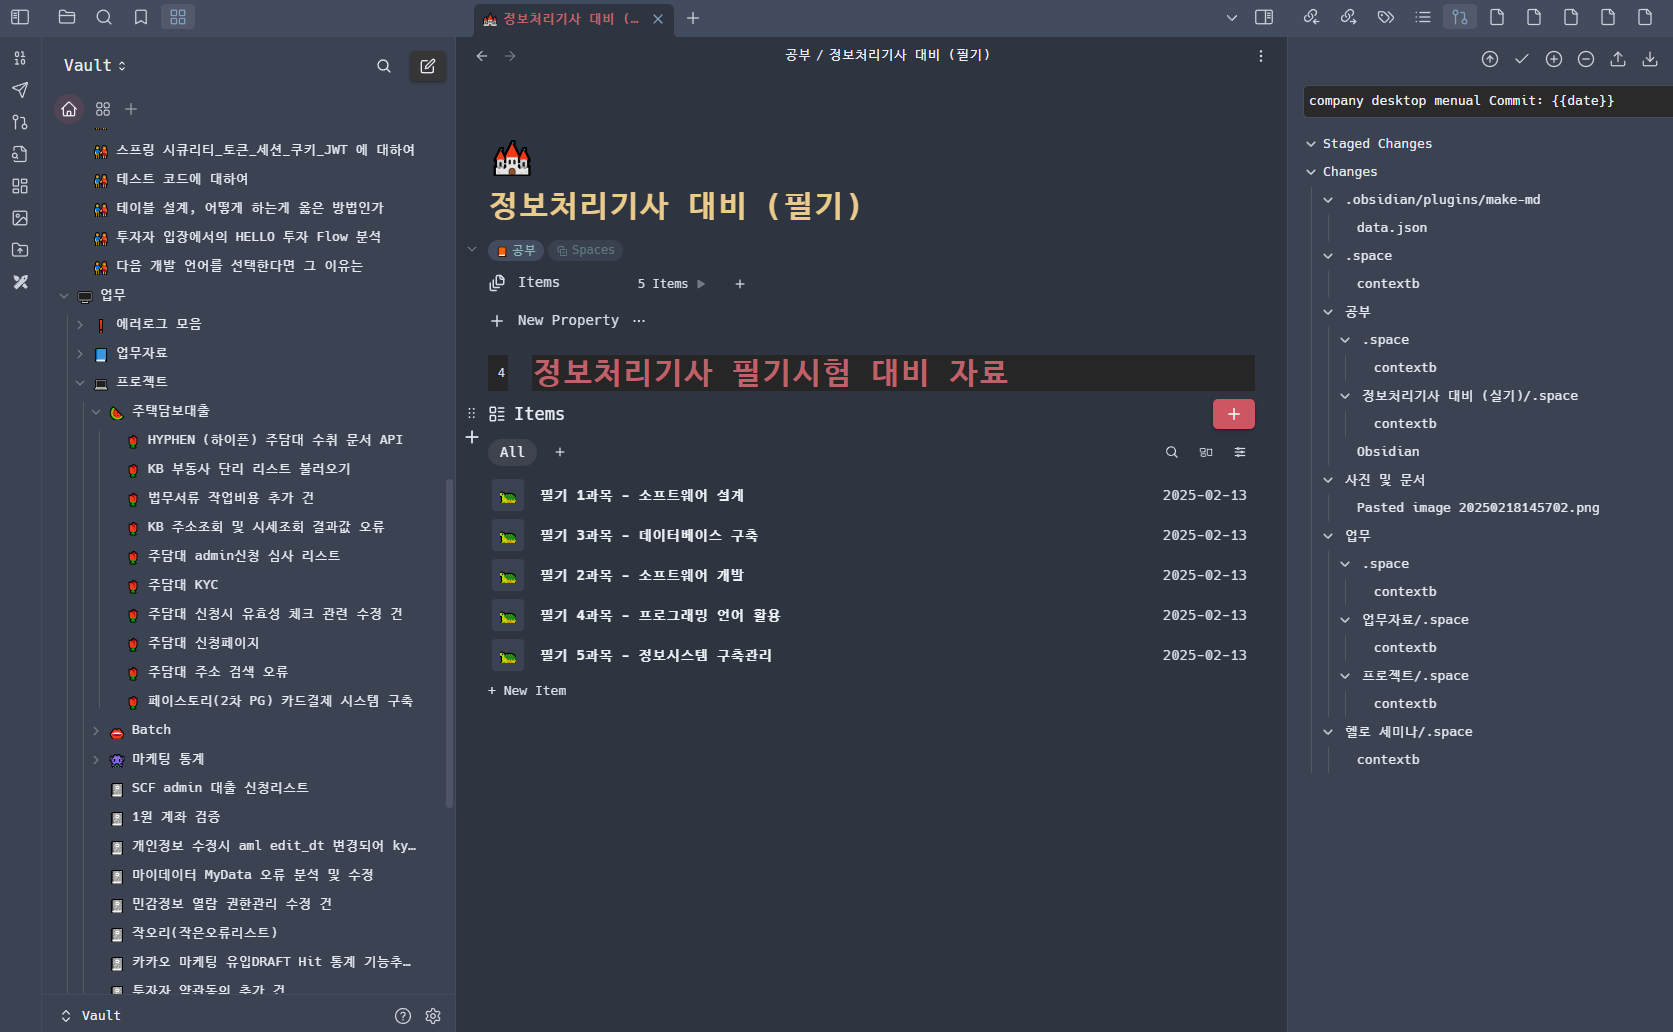 정보처리기사 대비 (…
Vault
스프링 시큐리티_토큰_세션_쿠키_JWT 에 대하여
테스트 코드에 대하여
테이블 설계, 어떻게 하는게 옳은 방법인가
투자자 입장에서의 HELLO 투자 Flow 분석
다음 개발 언어를 선택한다면 그 이유는
업무
에러로그 모음
업무자료
프로젝트
주택담보대출
HYPHEN (하이픈) 주담대 수취 문서 API
KB 부동사 단리 리스트 불러오기
법무서류 작업비용 추가 건
KB 주소조회 및 시세조회 결과값 오류
주담대 admin신청 심사 리스트
주담대 KYC
주담대 신청시 유효성 체크 관련 수정 건
주담대 신청페이지
주담대 주소 검색 오류
페이스토리(2차 PG) 카드결제 시스템 구축
Batch
마케팅 통계
SCF admin 대출 신청리스트
1원 계좌 검증
개인정보 수정시 aml edit_dt 변경되어 ky…
마이데이터 MyData 오류 분석 및 수정
민감정보 열람 권한관리 수정 건
작오리(작은오류리스트)
카카오 마케팅 유입DRAFT Hit 통계 기능추…
투자자 약관동의 추가 건
Vault
공부 / 정보처리기사 대비 (필기)
정보처리기사 대비 (필기)
공부 Spaces
Items 5 Items +
+ New Property ...
4 정보처리기사 필기시험 대비 자료
Items +
All +
필기 1과목 - 소프트웨어 설계 2025-02-13
필기 3과목 - 데이터베이스 구축 2025-02-13
필기 2과목 - 소프트웨어 개발 2025-02-13
필기 4과목 - 프로그래밍 언어 활용 2025-02-13
필기 5과목 - 정보시스템 구축관리 2025-02-13
+ New Item
company desktop menual Commit: {{date}}
Staged Changes
Changes
.obsidian/plugins/make-md
data.json
.space
contextb
공부
.space
contextb
정보처리기사 대비 (실기)/.space
contextb
Obsidian
사진 및 문서
Pasted image 20250218145702.png
업무
.space
contextb
업무자료/.space
contextb
프로젝트/.space
contextb
헬로 세미나/.space
contextb